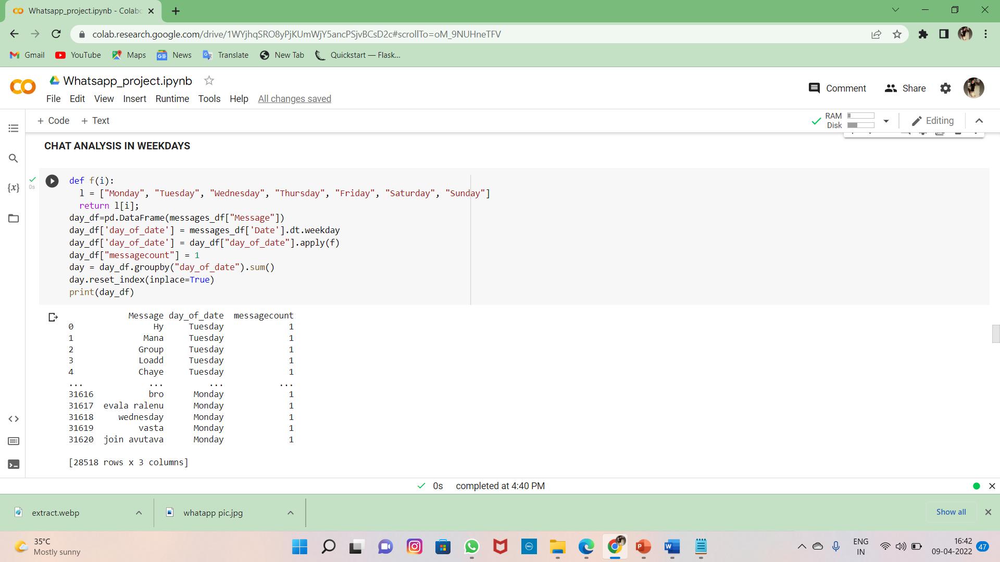 Whatsapp_project.ipynb - Colab
colab.research.google.com/drive/1WYjhqSRO8yPjKUmWjY5ancPSjvBCsD2c#scrollTo=oM_9NUHneTFV
Gmail YouTube Maps News Translate New Tab Quickstart — Flask...
Whatsapp_project.ipynb
Comment Share
File Edit View Insert Runtime Tools Help All changes saved
+ Code + Text
RAM
Disk
Editing
CHAT ANALYSIS IN WEEKDAYS
0s
{x}
def f(i):
  l = ["Monday", "Tuesday", "Wednesday", "Thursday", "Friday", "Saturday", "Sunday"]
  return l[i];
day_df=pd.DataFrame(messages_df["Message"])
day_df['day_of_date'] = messages_df['Date'].dt.weekday
day_df['day_of_date'] = day_df["day_of_date"].apply(f)
day_df["messagecount"] = 1
day = day_df.groupby("day_of_date").sum()
day.reset_index(inplace=True)
print(day_df)
Message day_of_date messagecount
0 Hy Tuesday 1
1 Mana Tuesday 1
2 Group Tuesday 1
3 Loadd Tuesday 1
4 Chaye Tuesday 1
... ... ... ...
31616 bro Monday 1
31617 evala ralenu Monday 1
31618 wednesday Monday 1
31619 vasta Monday 1
31620 join avutava Monday 1
[28518 rows x 3 columns]
0s completed at 4:40 PM
extract.webp whatapp pic.jpg Show all
35°C
Mostly sunny
ENG
IN
16:42
09-04-2022
47